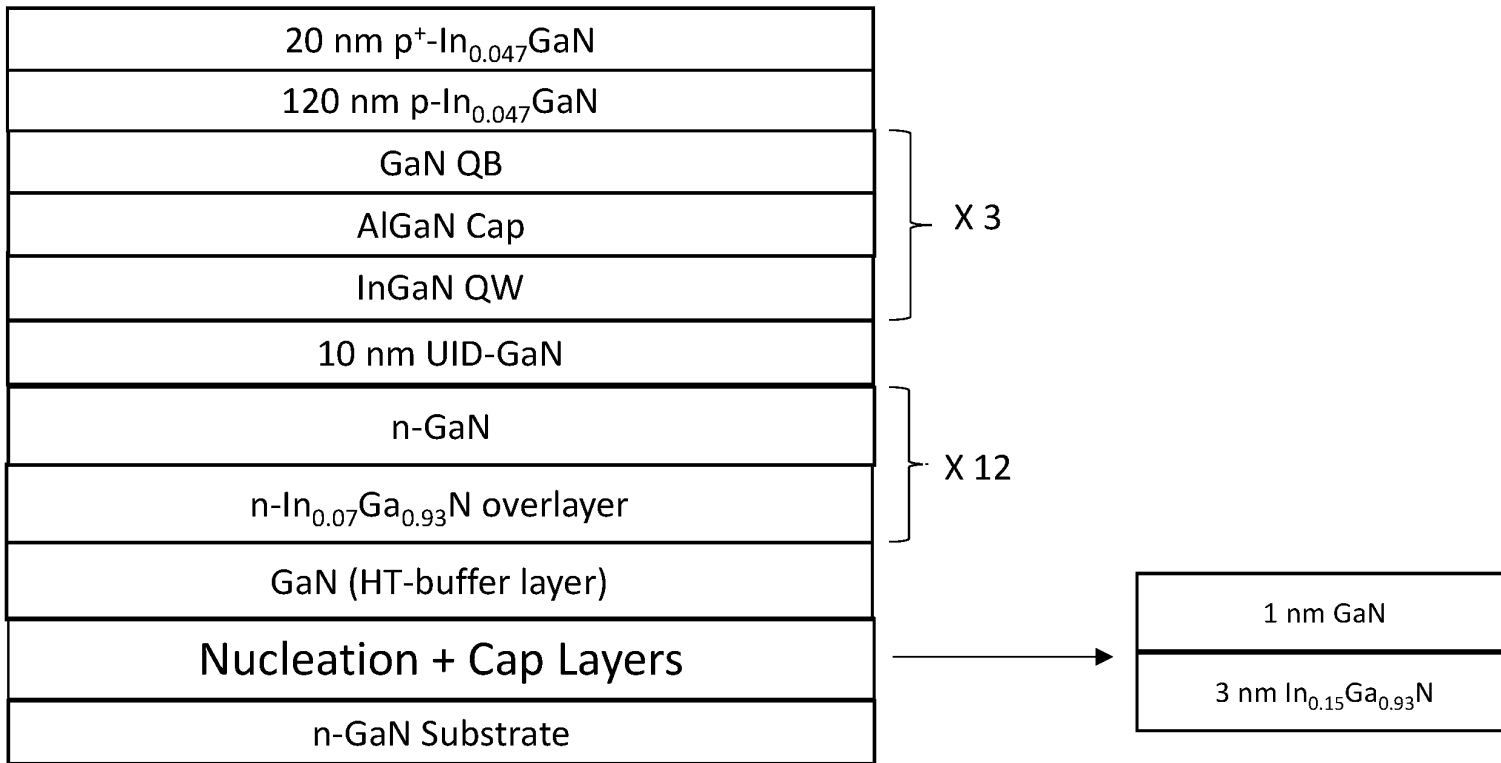 20 nm p⁺-In₀.₀₄₇GaN
120 nm p-In₀.₀₄₇GaN
GaN QB
AlGaN Cap
X 3
InGaN QW
10 nm UID-GaN
n-GaN
X 12
n-In₀.₀₇Ga₀.₉₃N overlayer
GaN (HT-buffer layer)
Nucleation + Cap Layers
1 nm GaN
3 nm In₀.₁₅Ga₀.₉₃N
n-GaN Substrate